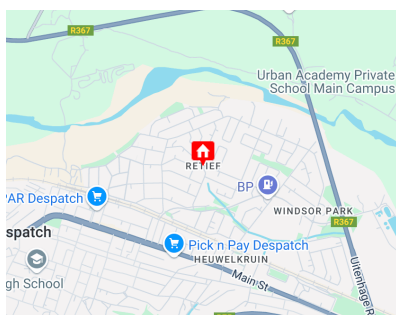 R367
R367
Urban Academy Private
School Main Campus
RETIEF
BP
PAR Despatch
WINDSOR PARK
R367
spatch
Pick n Pay Despatch
HEUWELKRUIN
gh School
Main St
Uitenhage R